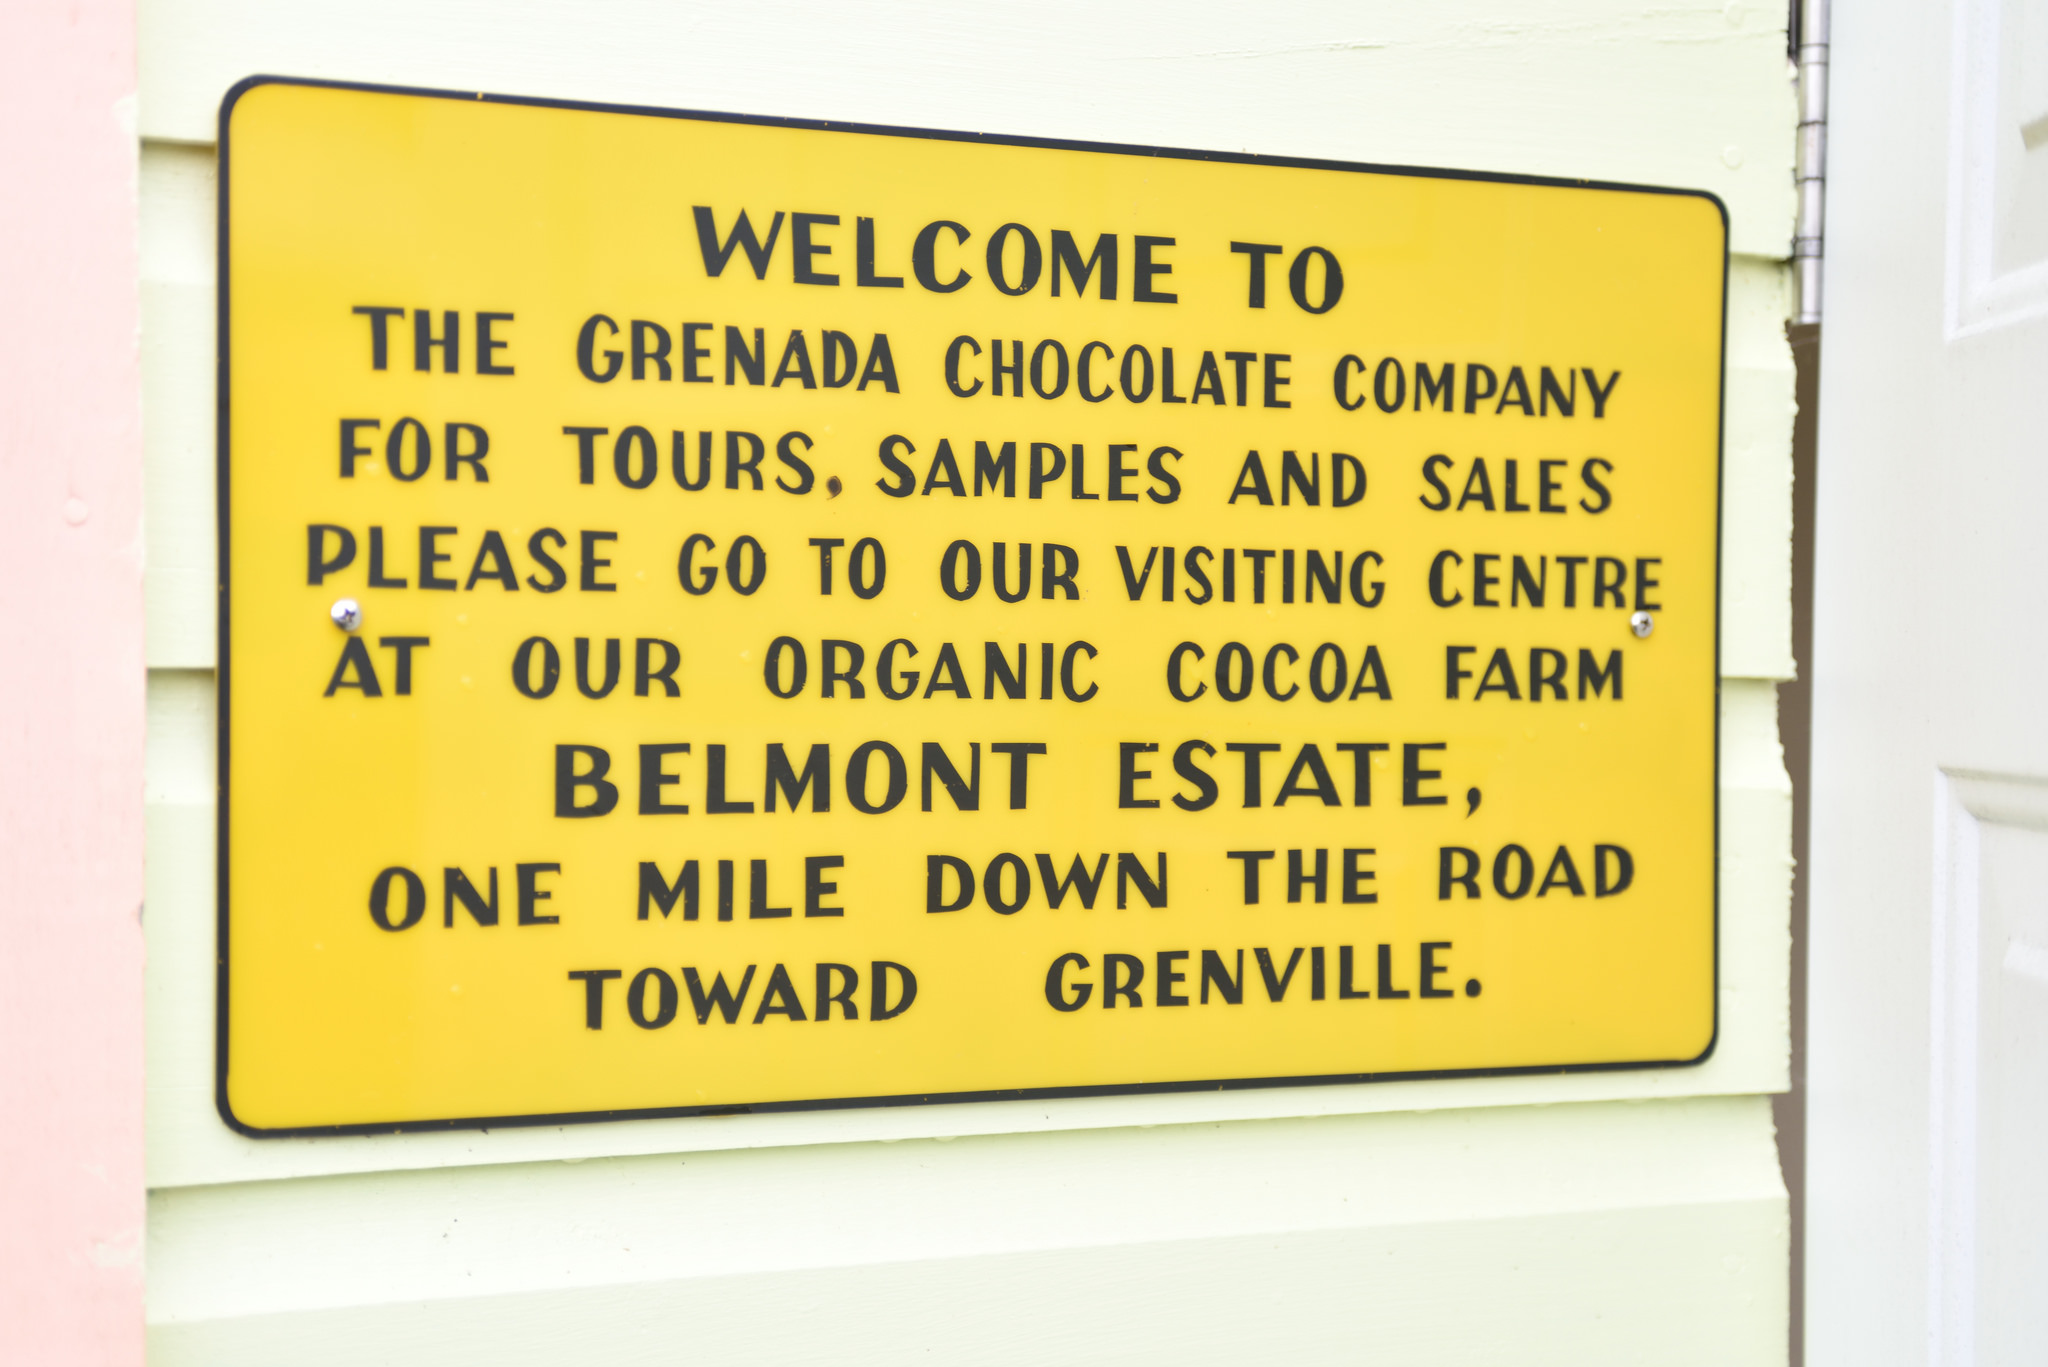 WELCOME TO
THE GRENADA CHOCOLATE COMPANY
FOR TOURS, SAMPLES AND SALES
PLEASE GO TO OUR VISITING CENTRE
AT OUR ORGANIC COCOA FARM
BELMONT ESTATE,
ONE MILE DOWN THE ROAD
TOWARD GRENVILLE.